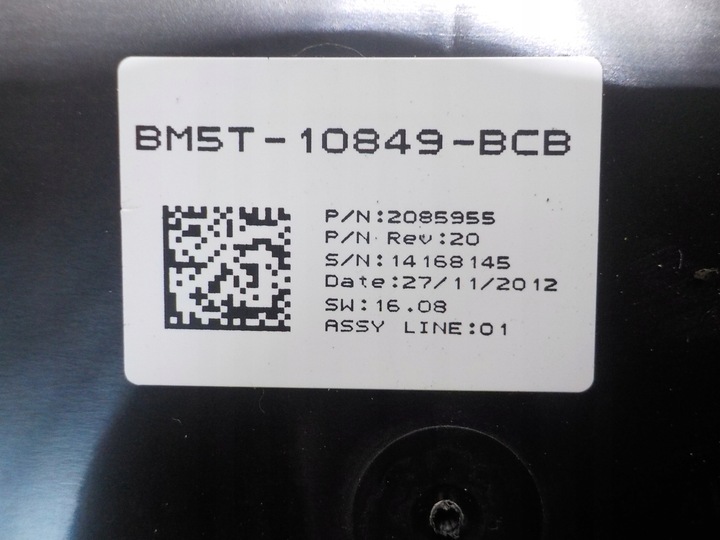 BM5T-10849-BCB
P/N:2085955
P/N Rev:20
S/N:14168145
Date:27/11/2012
SW:16.08
ASSY LINE:01